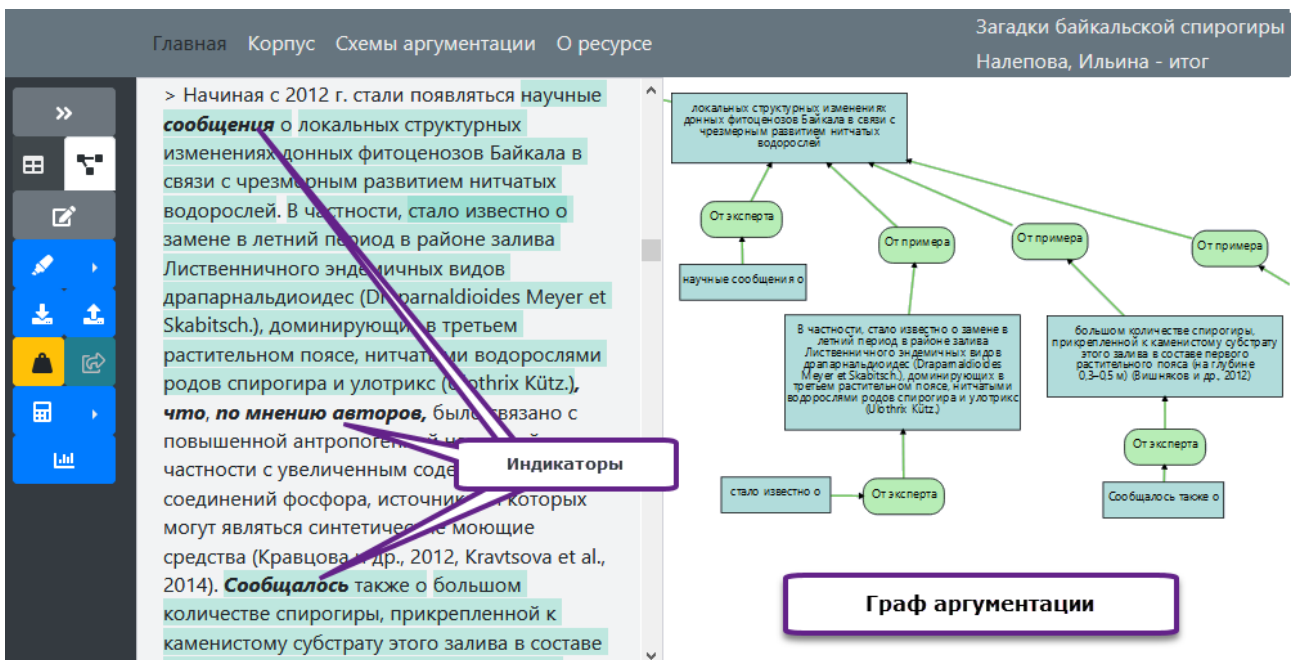 Главная Корпус Схемы аргументации О ресурсе
Загадки байкальской спирогиры
Налепова, Ильина - итог
> Начиная с 2012 г. стали появляться научные
сообщения о локальных структурных
изменениях донных фитоценозов Байкала в
связи с чрезмерным развитием нитчатых
водорослей. В частности, стало известно о
замене в летний период в районе залива
Лиственничного эндемичных видов
драпарнальдиоидес (Draparnaldioides Meyer et
Skabitsch.), доминирующих в третьем
растительном поясе, нитчатыми водорослями
родов спирогира и улотрикс (Ulothrix Kütz.),
что, по мнению авторов, было связано с
повышенной антропогенной
частности с увеличенным
соединений фосфора, источниками которых
могут являться синтетические моющие
средства (Кравцова и др., 2012, Kravtsova et al.,
2014). Сообщалось также о большом
количестве спирогиры, прикрепленной к
каменистому субстрату этого залива в составе
Индикаторы
локальных структурных изменениях
донных фитоценозов Байкала в связи с
чрезмерным развитием нитчатых
водорослей
От эксперта
От примера
От примера
От примера
научные сообщения о
В частности, стало известно о замене в
летний период в районе залива
Лиственничного эндемичных видов
драпарнальдиоидес (Draparnaldioides
Meyer et Skabitsch.), доминирующих в
третьем растительном поясе, нитчатыми
водорослями родов спирогира и улотрикс
(Ulothrix Kütz.)
большом количестве спирогиры,
прикрепленной к каменистому субстрату
этого залива в составе первого
растительного пояса (на глубине
0,3–0,5 м) (Вишняков и др., 2012)
От эксперта
стало известно о
От эксперта
Сообщалось также о
Граф аргументации